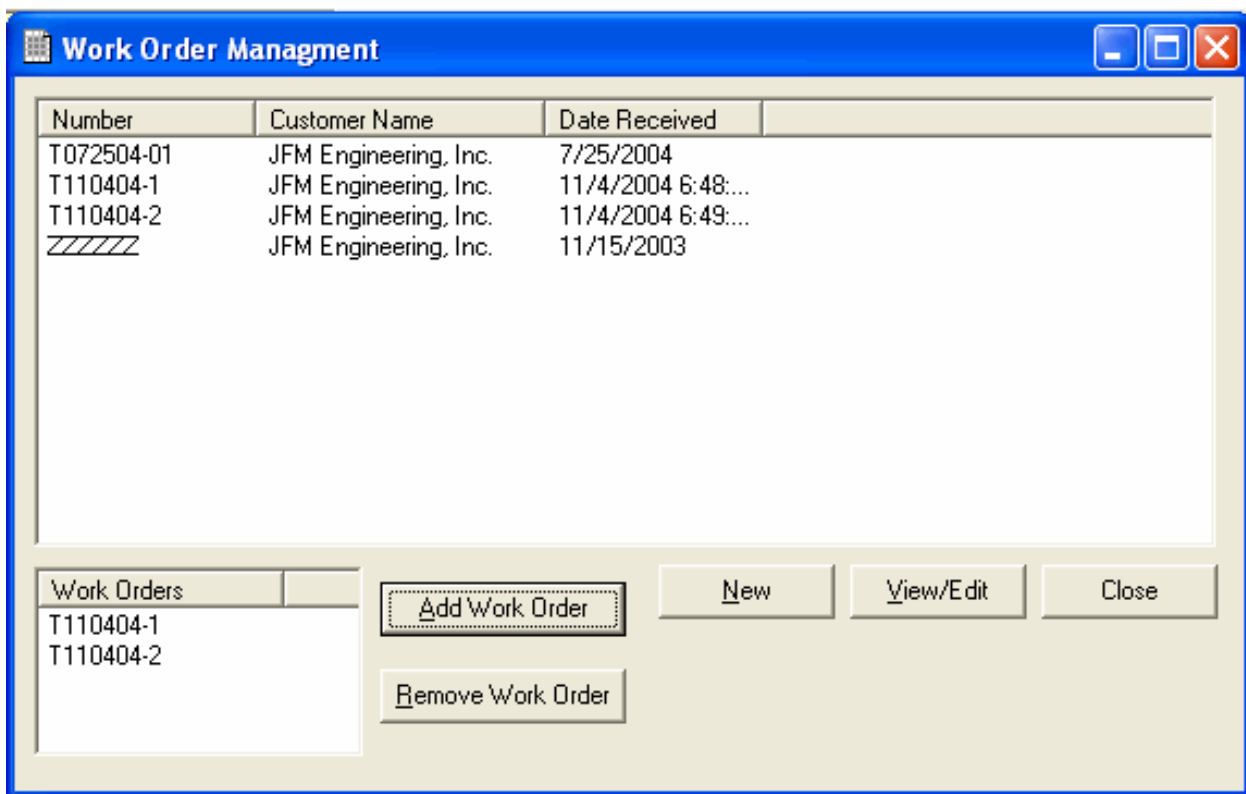 Work Order Managment
Number Customer Name Date Received
T072504-01 JFM Engineering, Inc. 7/25/2004
T110404-1 JFM Engineering, Inc. 11/4/2004 6:48:...
T110404-2 JFM Engineering, Inc. 11/4/2004 6:49:...
ZZZZZZZ JFM Engineering, Inc. 11/15/2003
Work Orders
T110404-1
T110404-2
Add Work Order
Remove Work Order
New View/Edit Close